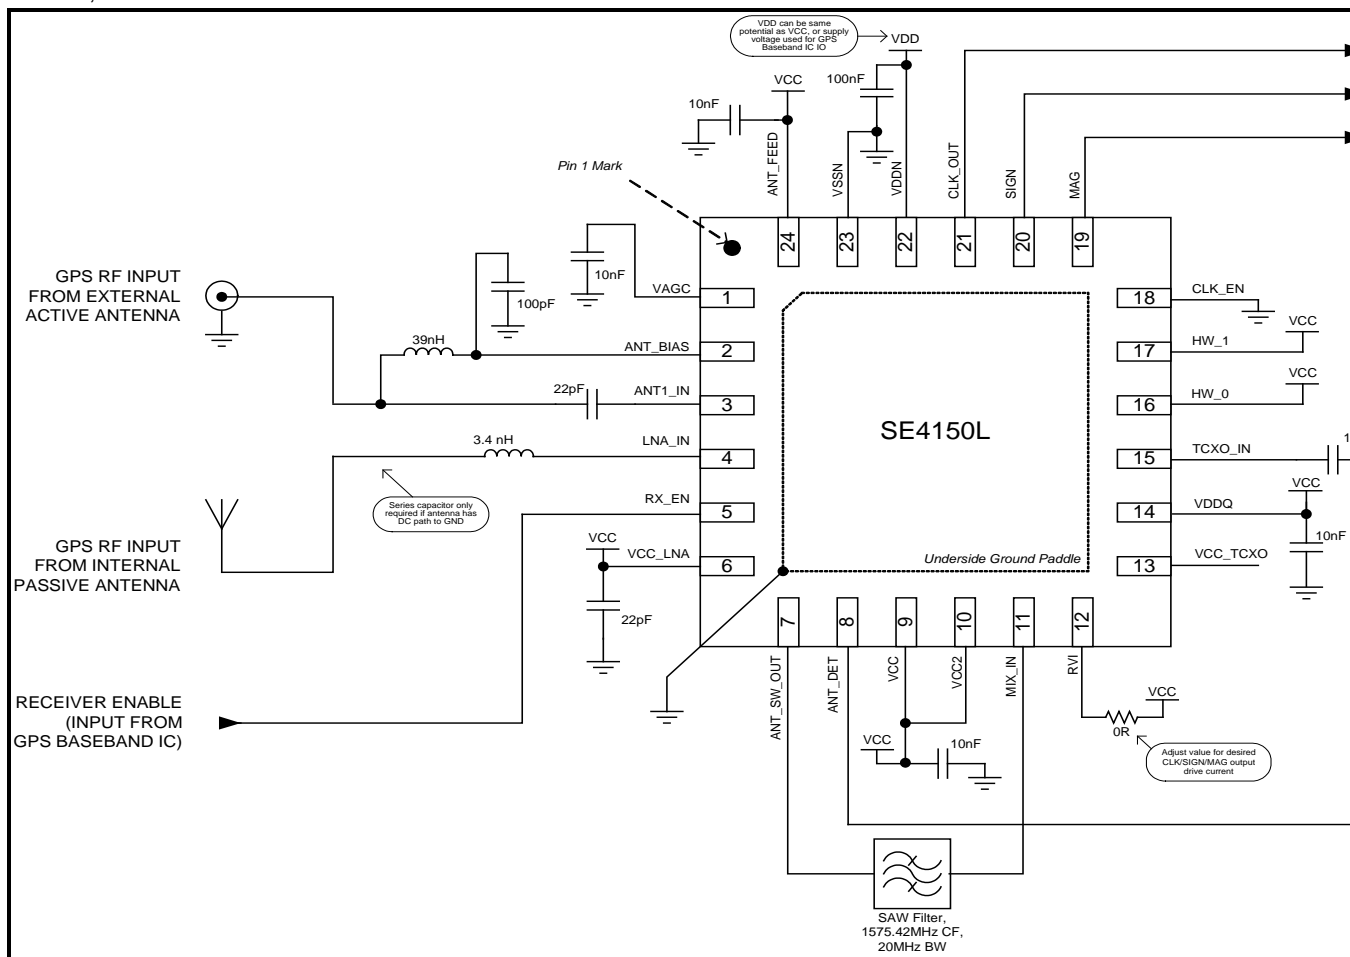 VDD can be same
potential as VCC, or supply
voltage used for GPS
Baseband IC IO
VDD
VCC
100nF
10nF
ANT_FEED
VSSN
VDDN
CLK_OUT
SIGN
MAG
Pin 1 Mark
24
23
22
21
20
19
GPS RF INPUT
FROM EXTERNAL
ACTIVE ANTENNA
10nF
100pF
VAGC
1
18
CLK_EN
39nH
ANT_BIAS
2
17
HW_1
VCC
22pF
ANT1_IN
3
16
HW_0
VCC
SE4150L
3.4 nH
LNA_IN
4
15
TCXO_IN
1
Series capacitor only
required if antenna has
DC path to GND
RX_EN
5
14
VDDQ
VCC
10nF
GPS RF INPUT
FROM INTERNAL
PASSIVE ANTENNA
VCC
VCC_LNA
6
Underside Ground Paddle
13
VCC_TCXO
22pF
7
8
9
10
11
12
ANT_SW_OUT
ANT_DET
VCC
VCC2
MIX_IN
RVI
RECEIVER ENABLE
(INPUT FROM
GPS BASEBAND IC)
VCC
0R
VCC
10nF
Adjust value for desired
CLK/SIGN/MAG output
drive current
SAW Filter,
1575.42MHz CF,
20MHz BW